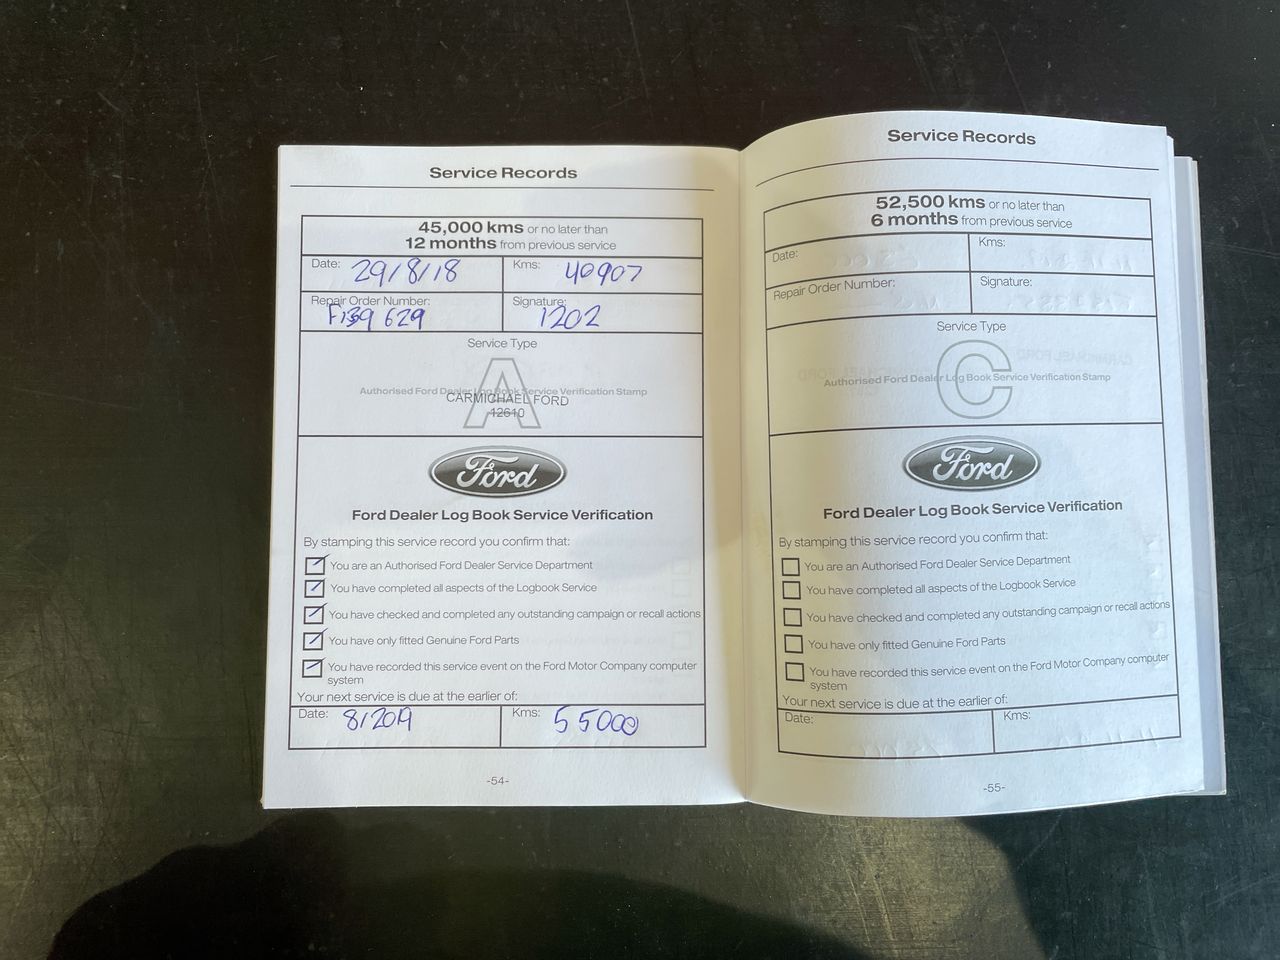 Service Records
45,000 kms or no later than
12 months from previous service
Date: 29/8/18 Kms: 40907
Repair Order Number: Signature:
F139629 1202
Service Type
A
Authorised Ford Dealer Log Book Service Verification Stamp
CARMICHAEL FORD
12610
Ford
Ford Dealer Log Book Service Verification
By stamping this service record you confirm that:
You are an Authorised Ford Dealer Service Department
You have completed all aspects of the Logbook Service
You have checked and completed any outstanding campaign or recall actions
You have only fitted Genuine Ford Parts
You have recorded this service event on the Ford Motor Company computer
system
Your next service is due at the earlier of:
Date: 8/2019 Kms: 55000
-54-
Service Records
52,500 kms or no later than
6 months from previous service
Date: Kms:
Repair Order Number: Signature:
Service Type
C
Authorised Ford Dealer Log Book Service Verification Stamp
Ford
Ford Dealer Log Book Service Verification
By stamping this service record you confirm that:
You are an Authorised Ford Dealer Service Department
You have completed all aspects of the Logbook Service
You have checked and completed any outstanding campaign or recall actions
You have only fitted Genuine Ford Parts
You have recorded this service event on the Ford Motor Company computer
system
Your next service is due at the earlier of:
Date: Kms:
-55-